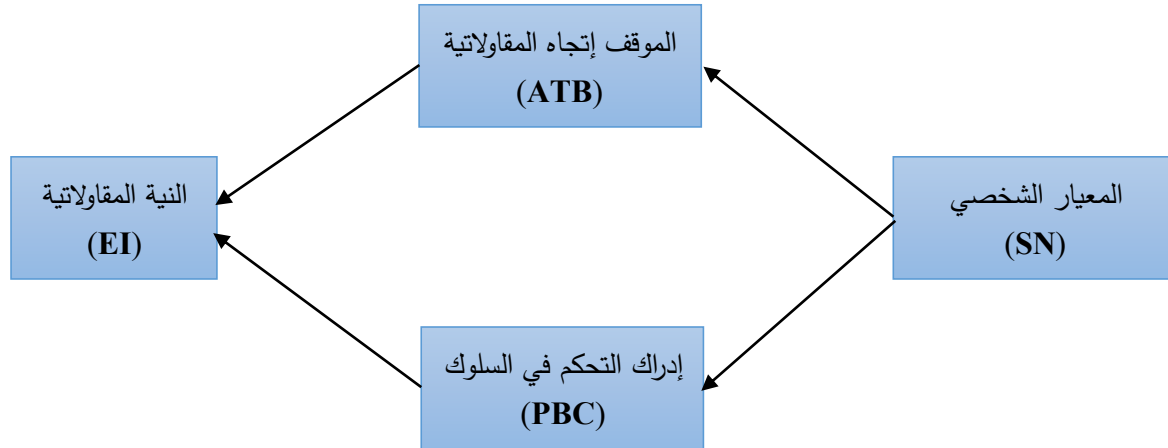 الموقف إتجاه المقاولاتية
(ATB)
المعيار الشخصي
(SN)
النية المقاولاتية
(EI)
إدراك التحكم في السلوك
(PBC)